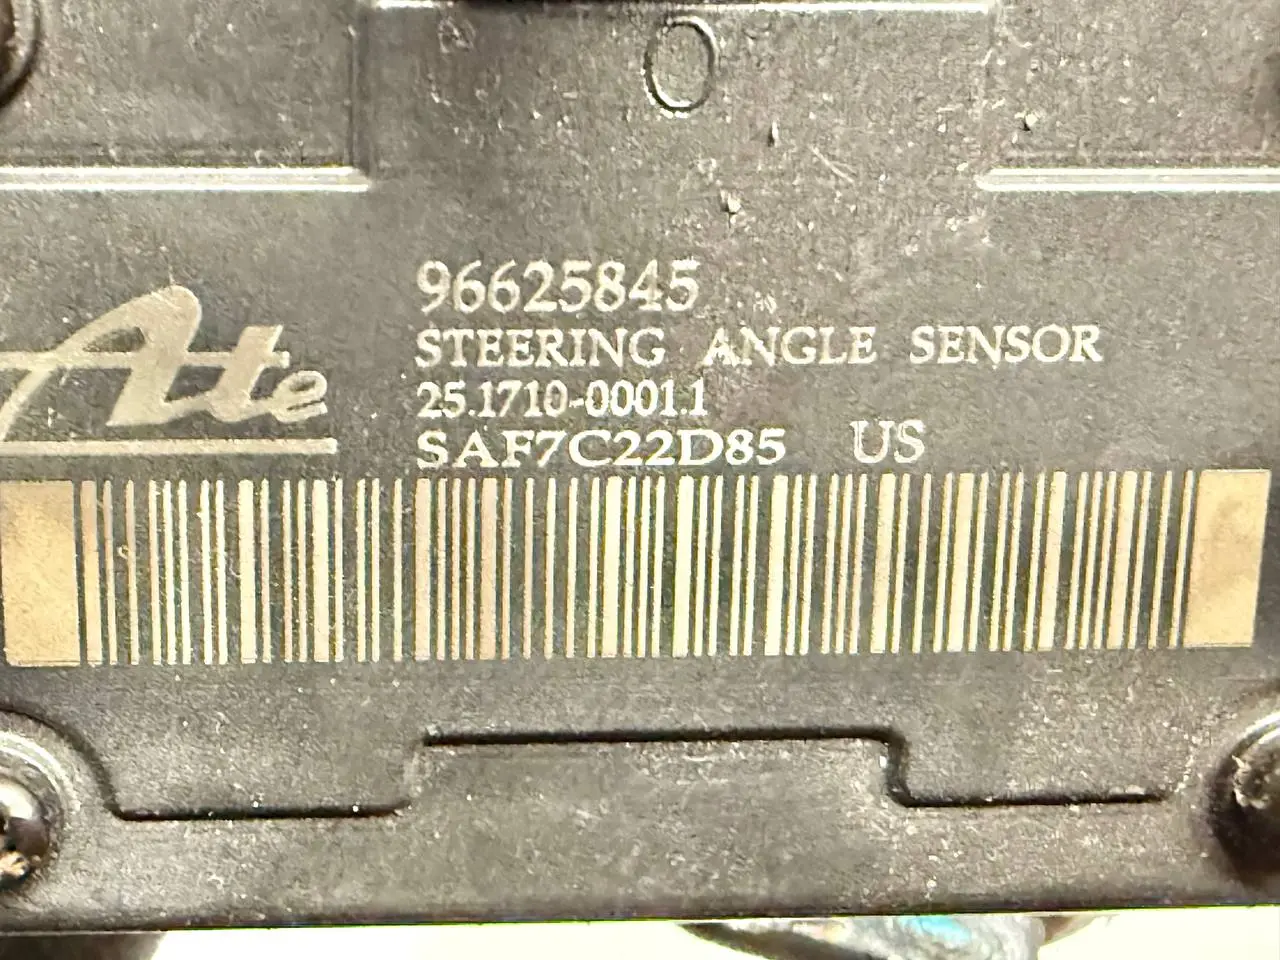 O
96625845
Ate
STEERING ANGLE SENSOR
25.1710-0001.1
SAF7C22D85 US